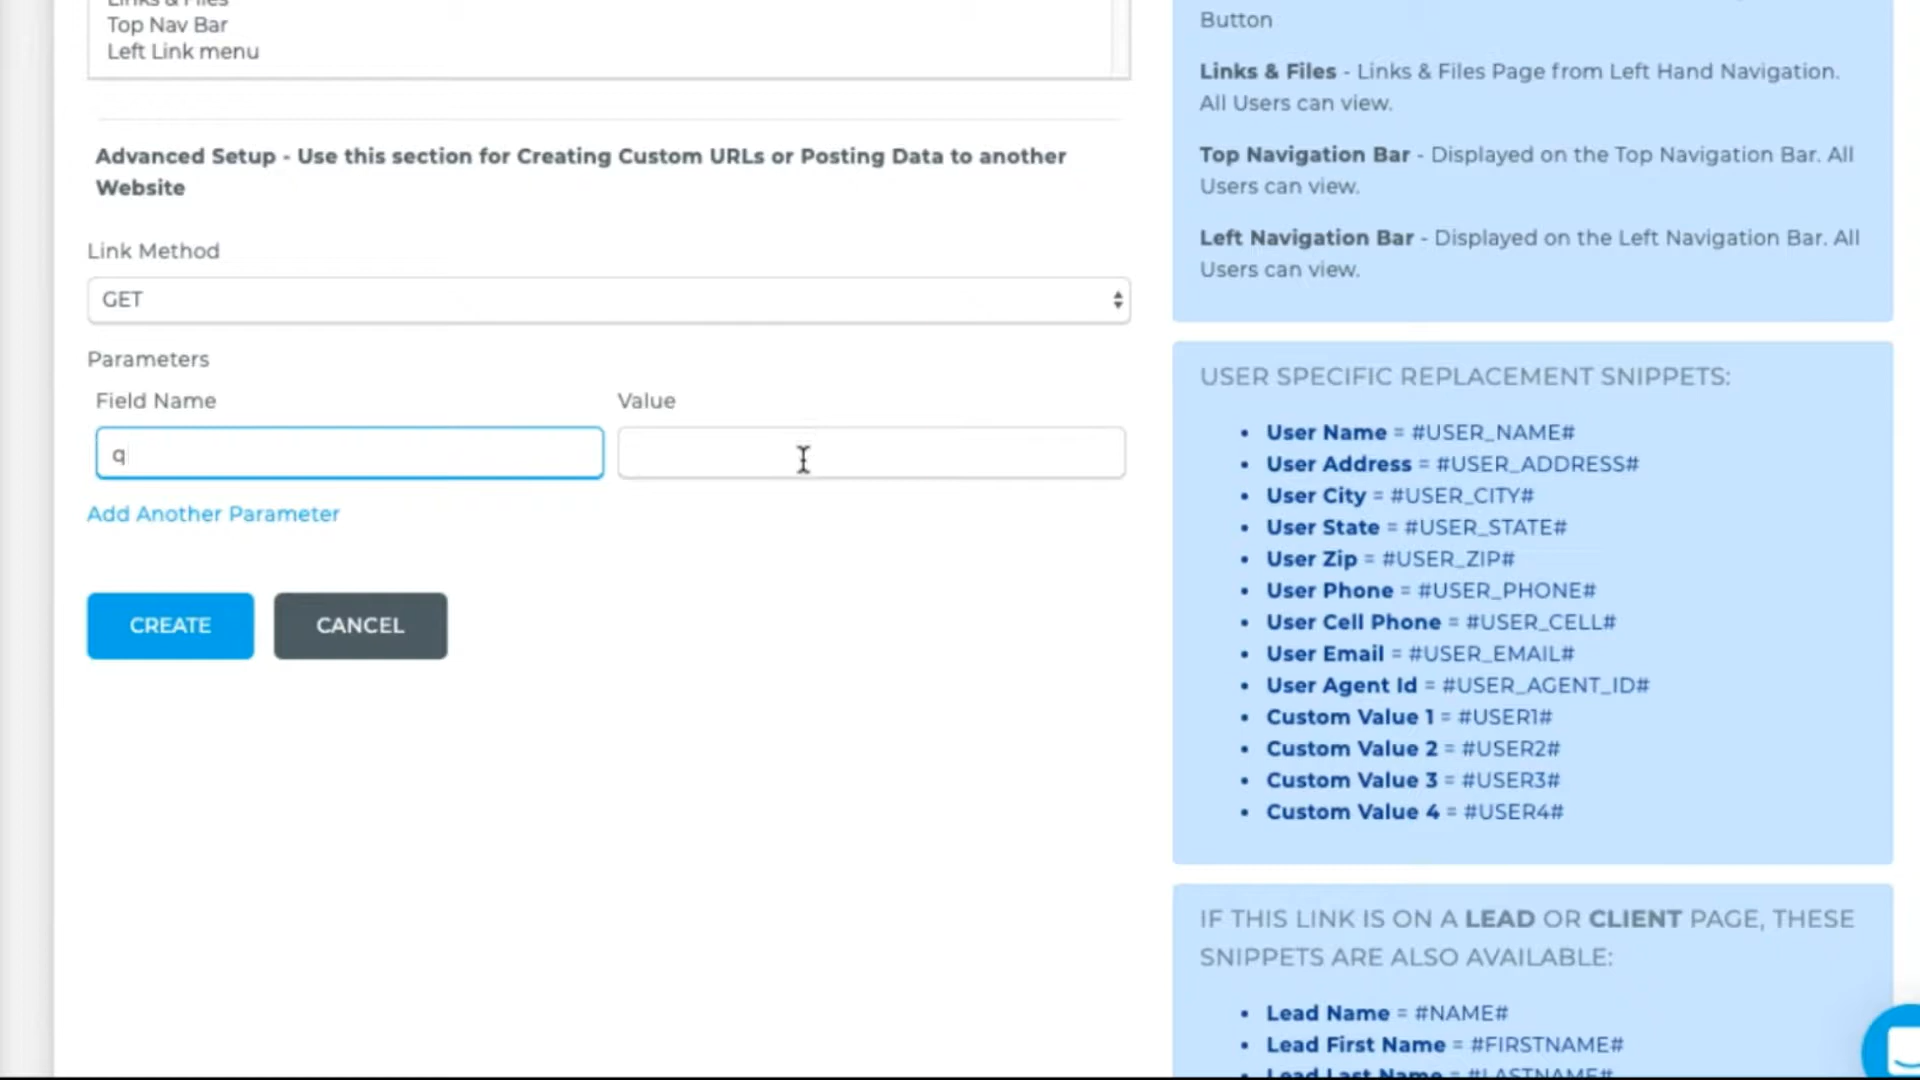 Links & Files
Top Nav Bar
Left Link menu
Advanced Setup - Use this section for Creating Custom URLs or Posting Data to another
Website
Link Method
GET
Parameters
Field Name
Value
q
Add Another Parameter
CREATE
CANCEL
Button
Links & Files - Links & Files Page from Left Hand Navigation.
All Users can view.
Top Navigation Bar - Displayed on the Top Navigation Bar. All
Users can view.
Left Navigation Bar - Displayed on the Left Navigation Bar. All
Users can view.
USER SPECIFIC REPLACEMENT SNIPPETS:
• User Name = #USER_NAME#
• User Address = #USER_ADDRESS#
• User City = #USER_CITY#
• User State = #USER_STATE#
• User Zip = #USER_ZIP#
• User Phone = #USER_PHONE#
• User Cell Phone = #USER_CELL#
• User Email = #USER_EMAIL#
• User Agent Id = #USER_AGENT_ID#
• Custom Value 1 = #USER1#
• Custom Value 2 = #USER2#
• Custom Value 3 = #USER3#
• Custom Value 4 = #USER4#
IF THIS LINK IS ON A LEAD OR CLIENT PAGE, THESE
SNIPPETS ARE ALSO AVAILABLE:
• Lead Name = #NAME#
• Lead First Name = #FIRSTNAME#
• Lead Last Name = #LASTNAME#